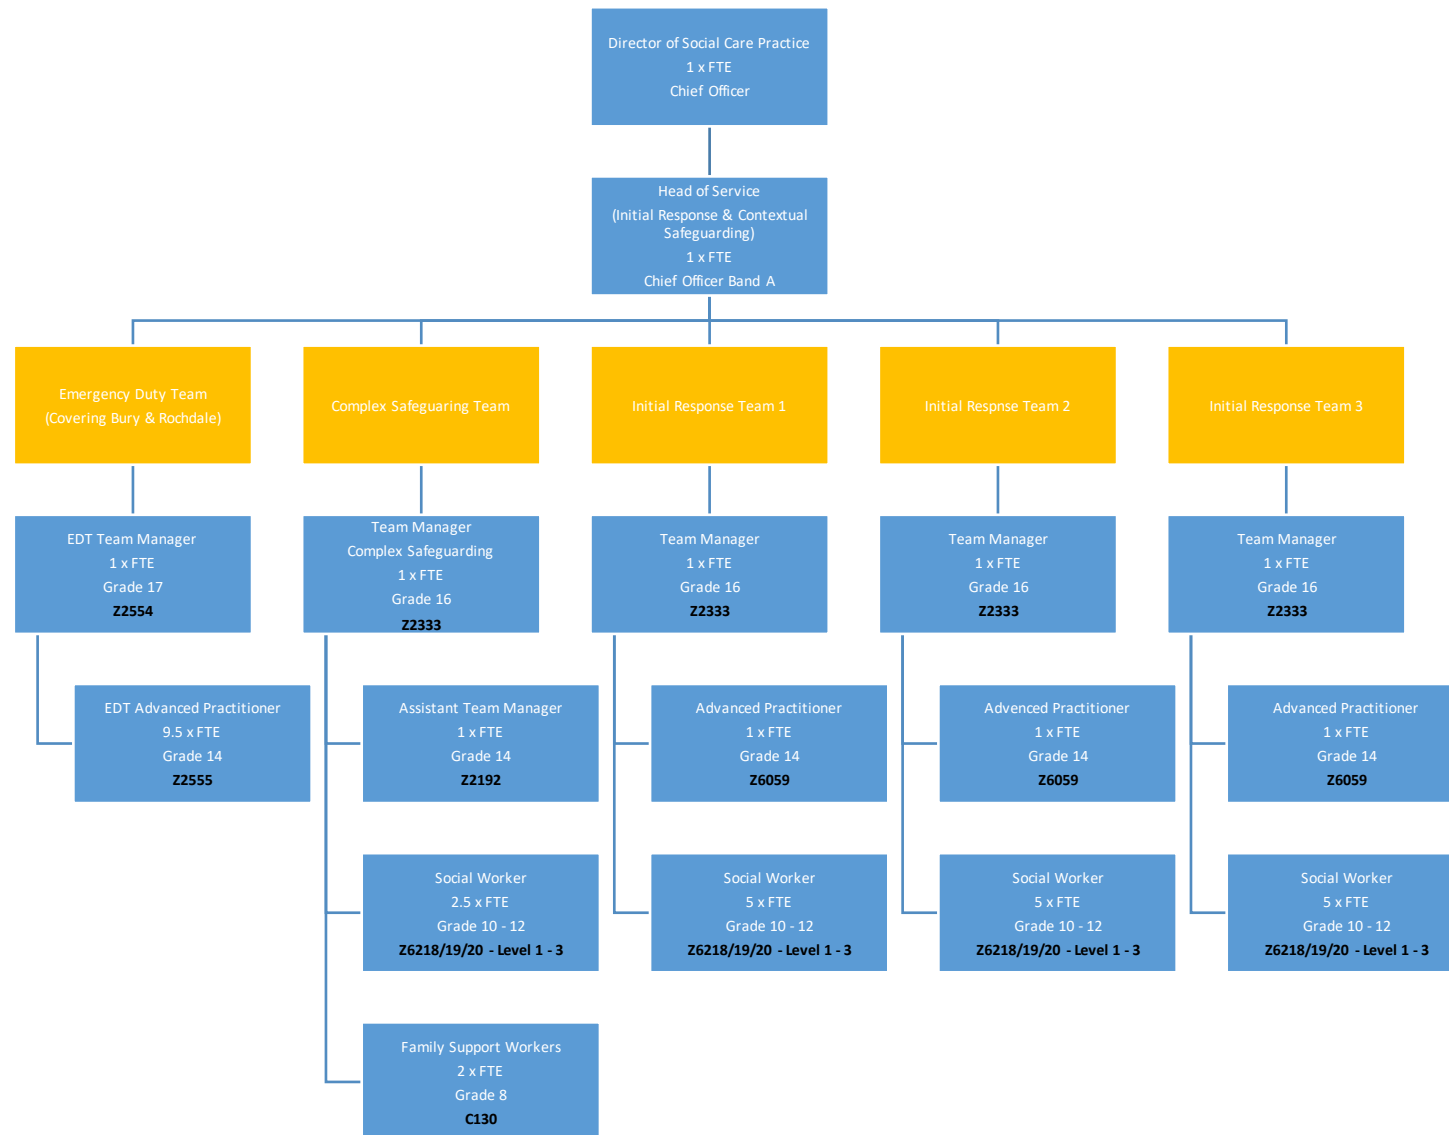 Director of Social Care Practice
1 x FTE
Chief Officer
Head of Service
(Initial Response & Contextual
Safeguarding)
1 x FTE
Chief Officer Band A
Emergency Duty Team
(Covering Bury & Rochdale)
Complex Safeguaring Team
Initial Response Team 1
Initial Respnse Team 2
Initial Response Team 3
EDT Team Manager
1 x FTE
Grade 17
Z2554
Team Manager
Complex Safeguarding
1 x FTE
Grade 16
Z2333
Team Manager
1 x FTE
Grade 16
Z2333
Team Manager
1 x FTE
Grade 16
Z2333
Team Manager
1 x FTE
Grade 16
Z2333
EDT Advanced Practitioner
9.5 x FTE
Grade 14
Z2555
Assistant Team Manager
1 x FTE
Grade 14
Z2192
Advanced Practitioner
1 x FTE
Grade 14
Z6059
Advenced Practitioner
1 x FTE
Grade 14
Z6059
Advanced Practitioner
1 x FTE
Grade 14
Z6059
Social Worker
2.5 x FTE
Grade 10 - 12
Z6218/19/20 - Level 1 - 3
Social Worker
5 x FTE
Grade 10 - 12
Z6218/19/20 - Level 1 - 3
Social Worker
5 x FTE
Grade 10 - 12
Z6218/19/20 - Level 1 - 3
Social Worker
5 x FTE
Grade 10 - 12
Z6218/19/20 - Level 1 - 3
Family Support Workers
2 x FTE
Grade 8
C130